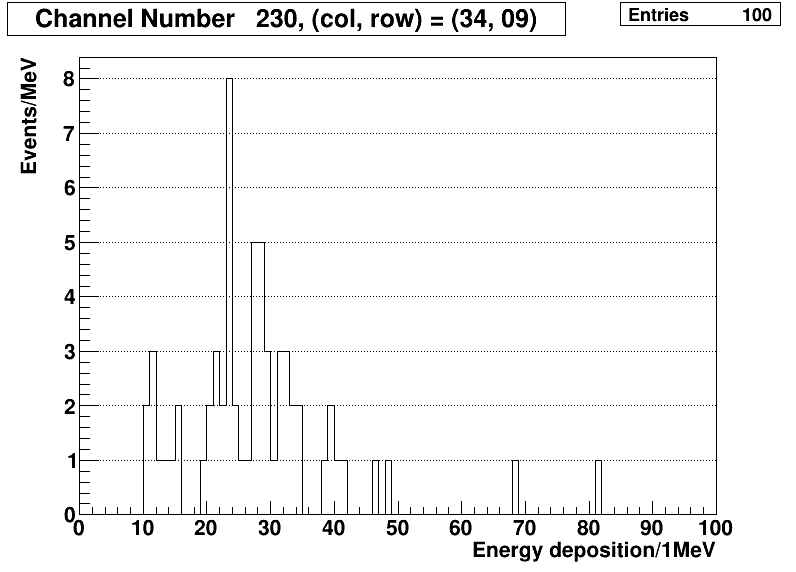 Channel Number 230, (col, row) = (34, 09)
Entries 100
Events/MeV
8
7
6
5
4
3
2
1
0
0 10 20 30 40 50 60 70 80 90 100
Energy deposition/1MeV